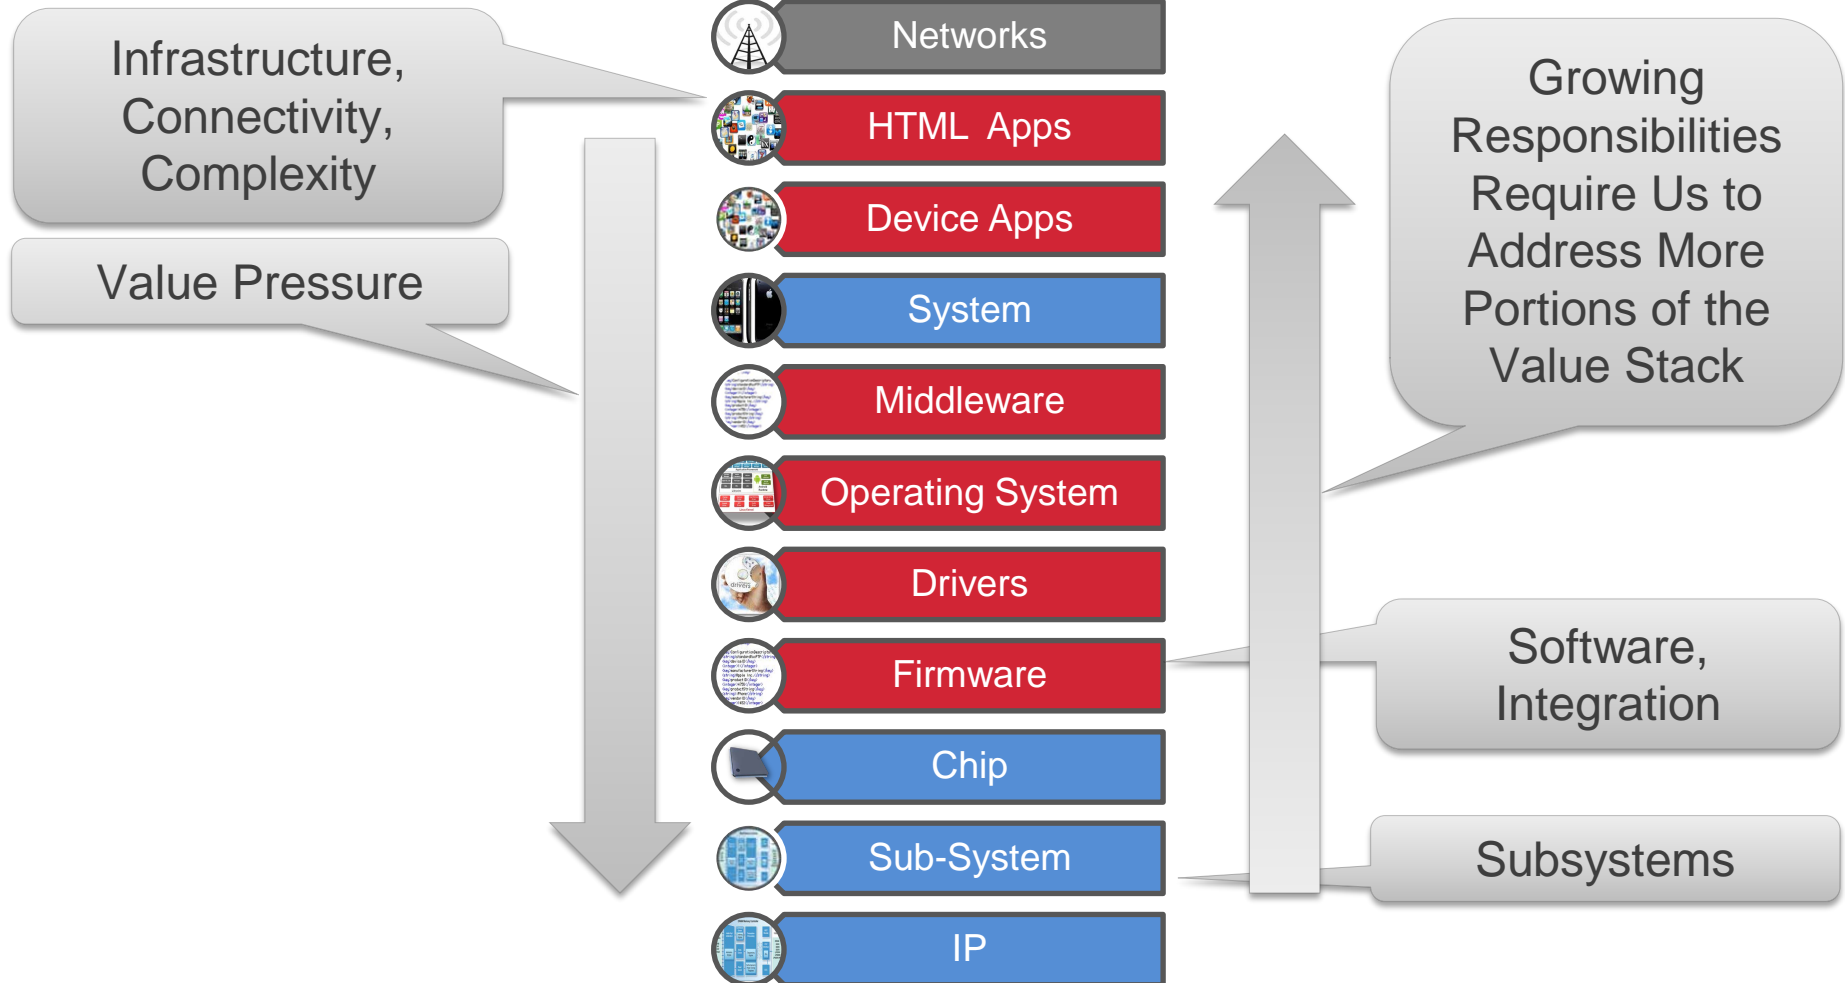 Infrastructure,
Connectivity,
Complexity
Value Pressure
Networks
HTML Apps
Device Apps
System
Middleware
Operating System
Drivers
Firmware
Chip
Sub-System
IP
Growing
Responsibilities
Require Us to
Address More
Portions of the
Value Stack
Software,
Integration
Subsystems